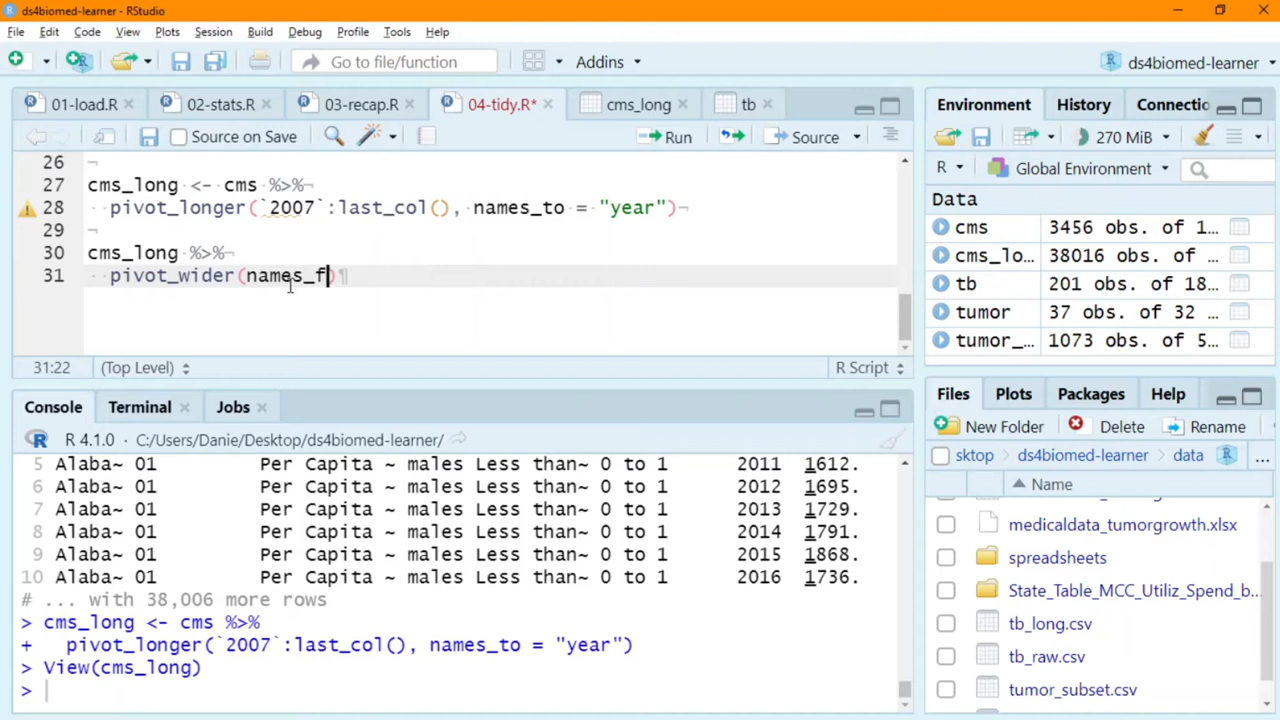 ds4biomed-learner - RStudio
File Edit Code View Plots Session Build Debug Profile Tools Help
Go to file/function Addins ds4biomed-learner
01-load.R 02-stats.R 03-recap.R 04-tidy.R* cms_long tb
Source on Save Run Source
26
27 cms_long <- cms %>%
28 pivot_longer(`2007`:last_col(), names_to = "year")
29
30 cms_long %>%
31 pivot_wider(names_f)
31:22 (Top Level) R Script
Console Terminal Jobs
R 4.1.0 · C:/Users/Danie/Desktop/ds4biomed-learner/
5 Alaba~ 01 Per Capita ~ males Less than~ 0 to 1 2011 1612.
6 Alaba~ 01 Per Capita ~ males Less than~ 0 to 1 2012 1695.
7 Alaba~ 01 Per Capita ~ males Less than~ 0 to 1 2013 1729.
8 Alaba~ 01 Per Capita ~ males Less than~ 0 to 1 2014 1791.
9 Alaba~ 01 Per Capita ~ males Less than~ 0 to 1 2015 1868.
10 Alaba~ 01 Per Capita ~ males Less than~ 0 to 1 2016 1736.
# ... with 38,006 more rows
> cms_long <- cms %>%
+ pivot_longer(`2007`:last_col(), names_to = "year")
> View(cms_long)
>
Environment History Connectio
270 MiB
R Global Environment
Data
cms 3456 obs. of 1...
cms_lo... 38016 obs. of ...
tb 201 obs. of 18...
tumor 37 obs. of 32 ...
tumor_... 1073 obs. of 5...
Files Plots Packages Help
New Folder Delete Rename
sktop ds4biomed-learner data ...
Name
medicaldata_tumorgrowth.xlsx
spreadsheets
State_Table_MCC_Utiliz_Spend_b...
tb_long.csv
tb_raw.csv
tumor_subset.csv